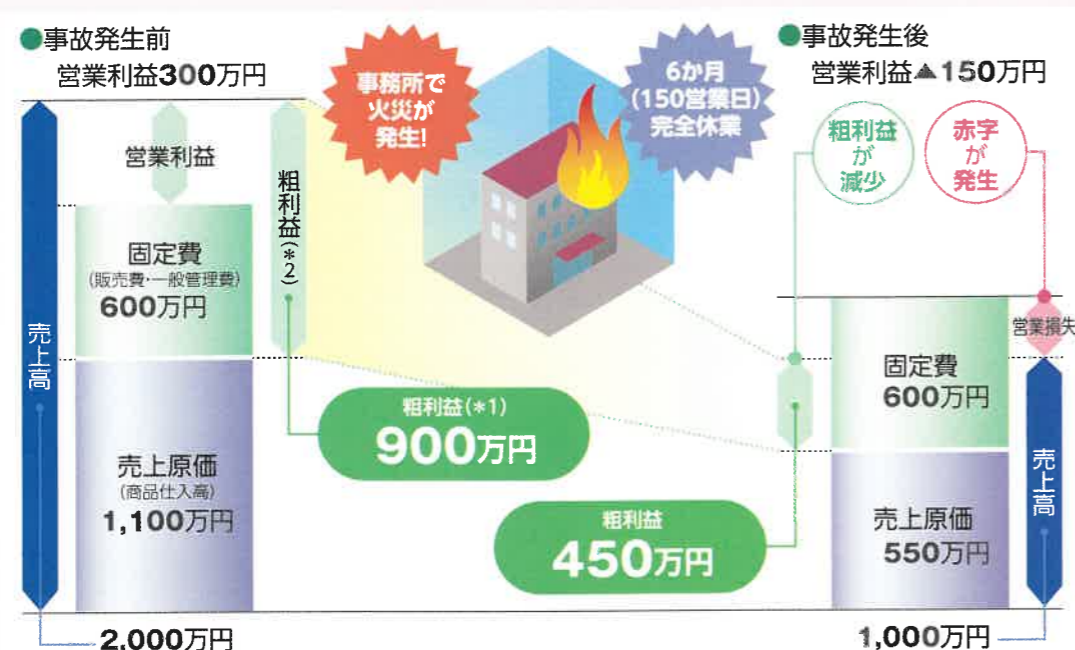 ●事故発生前
営業利益300万円
営業利益
粗利益(*2)
固定費
(販売費・一般管理費)
600万円
売上高
売上原価
(商品仕入高)
1,100万円
2,000万円
事務所で
火災が
発生!
6か月
(150営業日)
完全休業
粗利益(*1)
900万円
粗利益
450万円
●事故発生後
営業利益▲150万円
粗利益
が
減少
赤字
が
発生
営業損失
固定費
600万円
売上高
売上原価
550万円
1,000万円